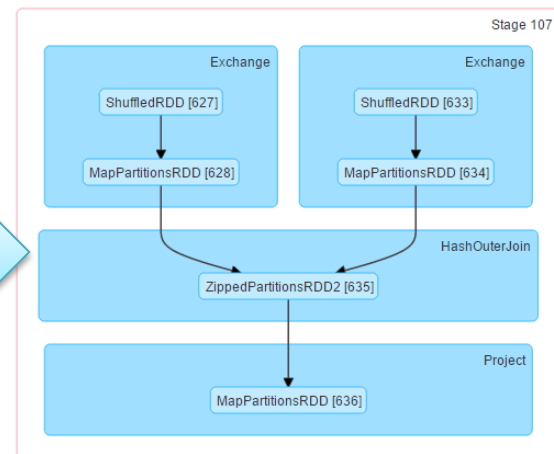 Stage 107
Exchange
Exchange
ShuffledRDD [627]
ShuffledRDD [633]
MapPartitionsRDD [628]
MapPartitionsRDD [634]
HashOuterJoin
ZippedPartitionsRDD2 [635]
Project
MapPartitionsRDD [636]